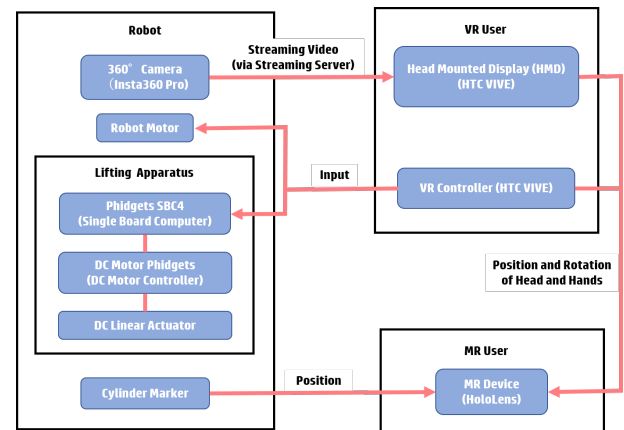 Robot
360° Camera
(Insta360 Pro)
Robot Motor
Lifting Apparatus
Phidgets SBC4
(Single Board Computer)
DC Motor Phidgets
(DC Motor Controller)
DC Linear Actuator
Cylinder Marker
Streaming Video
(via Streaming Server)
Input
Position
VR User
Head Mounted Display (HMD)
(HTC VIVE)
VR Controller (HTC VIVE)
Position and Rotation
of Head and Hands
MR User
MR Device
(HoloLens)